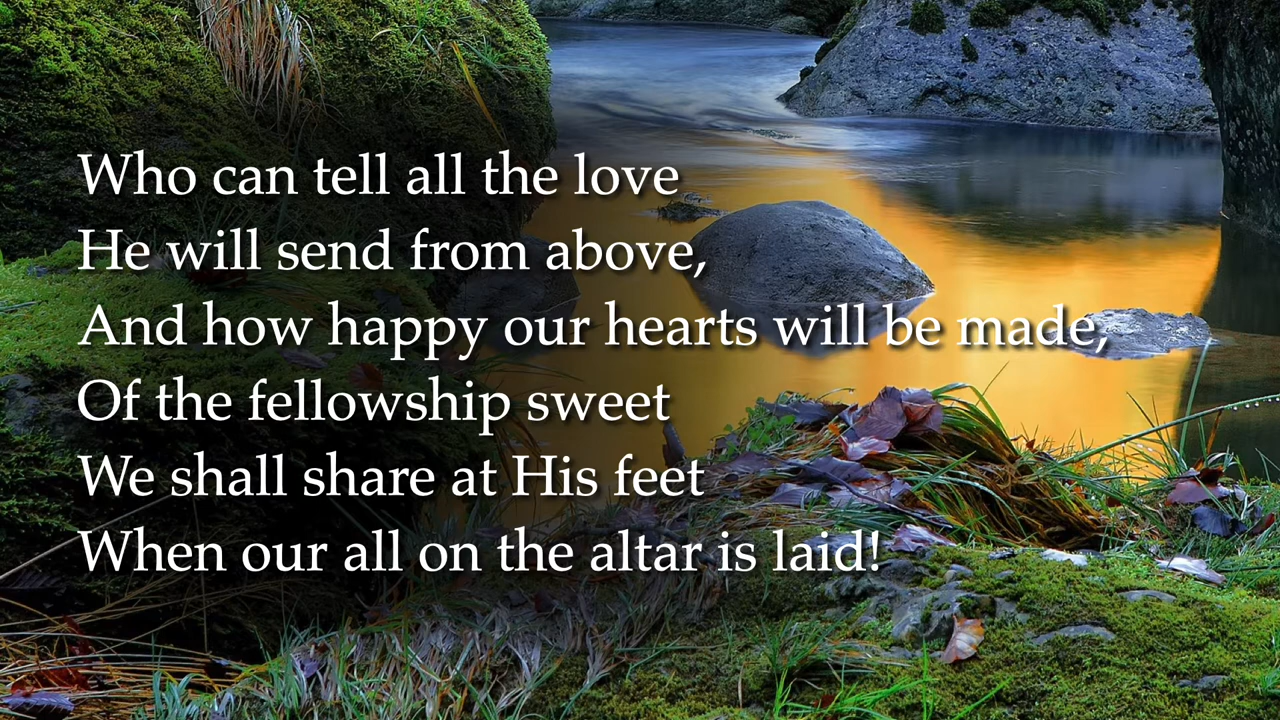 Who can tell all the love
He will send from above,
And how happy our hearts will be made,
Of the fellowship sweet
We shall share at His feet
When our all on the altar is laid!